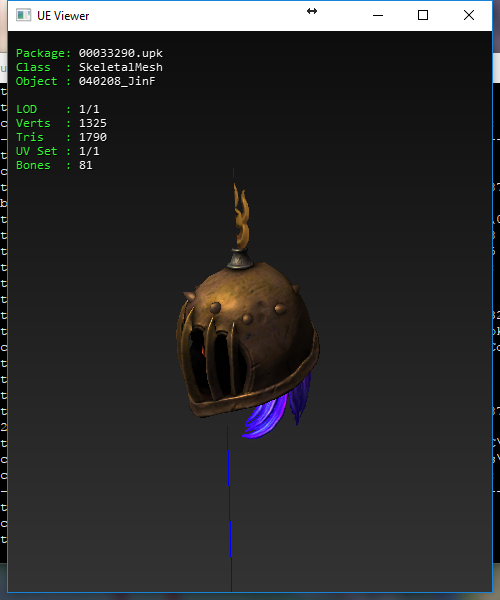 UE Viewer
Package: 00033290.upk
Class : SkeletalMesh
Object : 040208_JinF
LOD : 1/1
Verts : 1325
Tris : 1790
UV Set : 1/1
Bones : 81